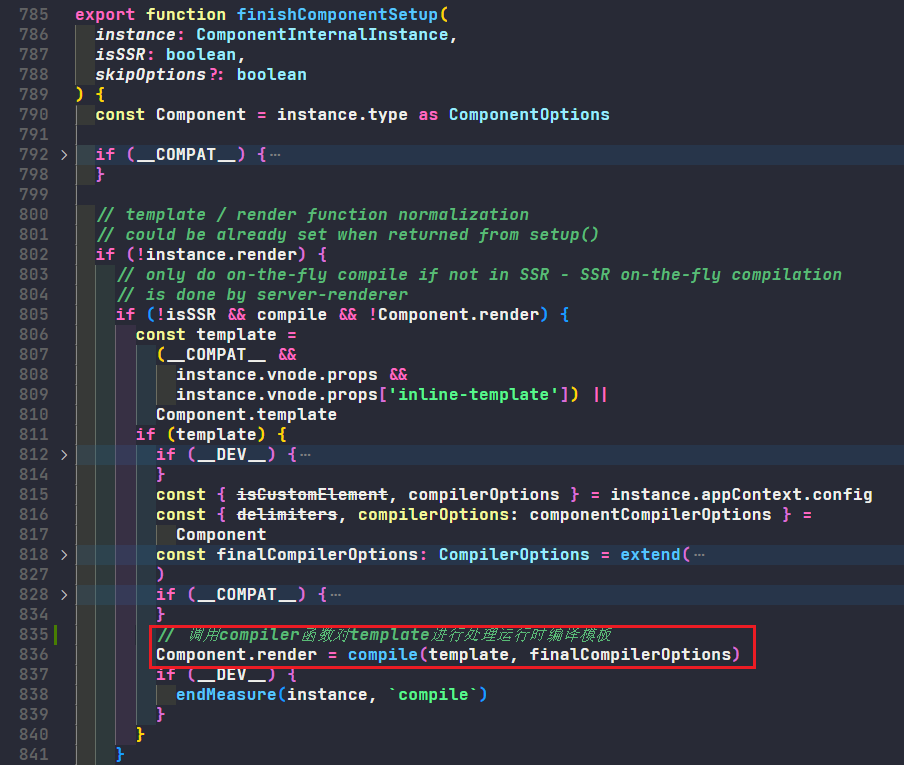 785 export function finishComponentSetup(
786   instance: ComponentInternalInstance,
787   isSSR: boolean,
788   skipOptions?: boolean
789 ) {
790   const Component = instance.type as ComponentOptions
791
792   if (__COMPAT__) {⋯
798   }
799
800   // template / render function normalization
801   // could be already set when returned from setup()
802   if (!instance.render) {
803     // only do on-the-fly compile if not in SSR - SSR on-the-fly compilation
804     // is done by server-renderer
805     if (!isSSR && compile && !Component.render) {
806       const template =
807         (__COMPAT__ &&
808           instance.vnode.props &&
809           instance.vnode.props['inline-template']) ||
810         Component.template
811       if (template) {
812         if (__DEV__) {⋯
814         }
815         const { isCustomElement, compilerOptions } = instance.appContext.config
816         const { delimiters, compilerOptions: componentCompilerOptions } =
817           Component
818         const finalCompilerOptions: CompilerOptions = extend(⋯
827         )
828         if (__COMPAT__) {⋯
834         }
835         // 调用compiler函数对template进行处理运行时编译模板
836         Component.render = compile(template, finalCompilerOptions)
837         if (__DEV__) {
838           endMeasure(instance, `compile`)
839         }
840       }
841     }